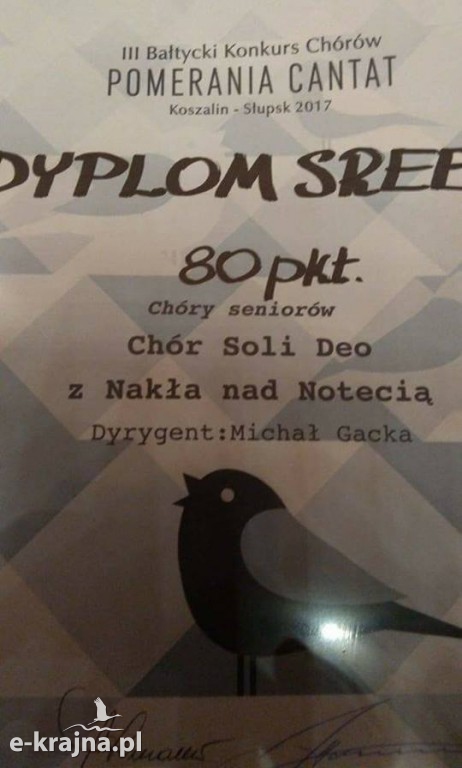 III Bałtycki Konkurs Chórów
POMERANIA CANTAT
Koszalin - Słupsk 2017
DYPLOM SREB
80 pkt.
Chóry seniorów
Chór Soli Deo
z Nakła nad Notecią
Dyrygent:Michał Gacka
e-krajna.pl